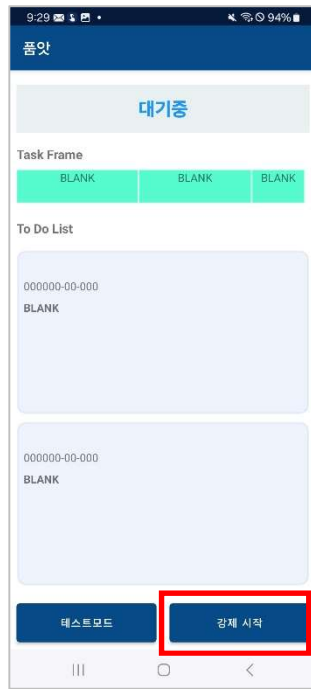 9:29 94%
품앗
대기중
Task Frame
BLANK BLANK BLANK
To Do List
000000-00-000
BLANK
000000-00-000
BLANK
테스트모드 강제 시작